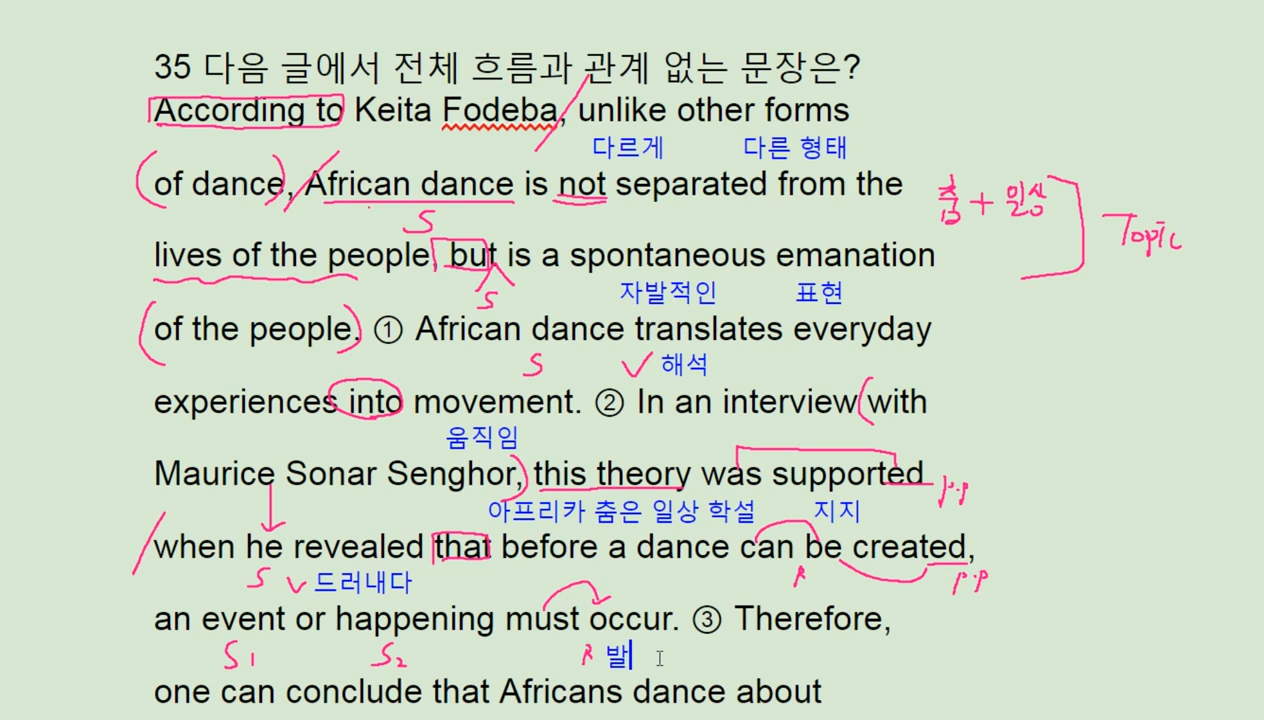 35 다음 글에서 전체 흐름과 관계 없는 문장은?
According to Keita Fodeba, unlike other forms
다르게 다른 형태
of dance, African dance is not separated from the
S
춤 + 일상
Topic
lives of the people, but is a spontaneous emanation
S 자발적인 표현
of the people. ① African dance translates everyday
S V 해석
experiences into movement. ② In an interview with
움직임
Maurice Sonar Senghor, this theory was supported
p.p
아프리카 춤은 일상 학설 지지
when he revealed that before a dance can be created,
S V 드러내다 R p.p
an event or happening must occur. ③ Therefore,
S1 S2 R 발
one can conclude that Africans dance about